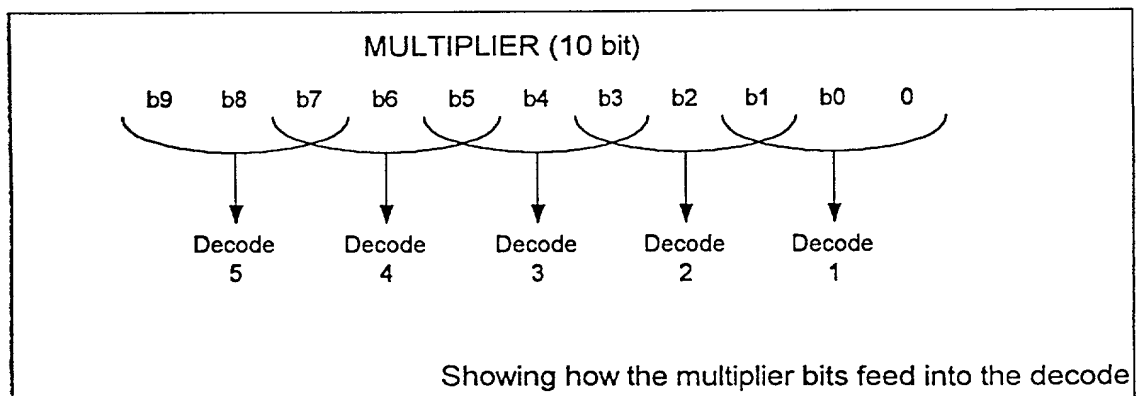 MULTIPLIER (10 bit)
b9 b8 b7 b6 b5 b4 b3 b2 b1 b0 0
Decode Decode Decode Decode Decode
5 4 3 2 1
Showing how the multiplier bits feed into the decode